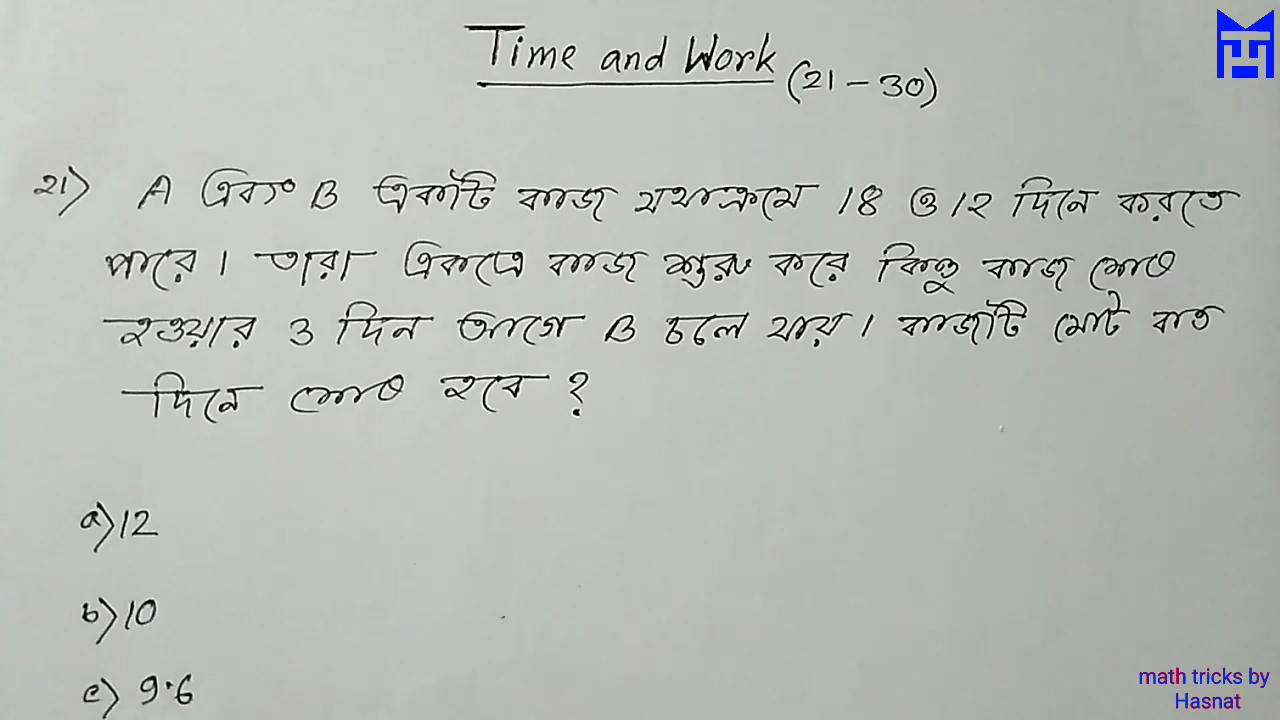 Time and Work (21-30)
২১) A এবং B একটি কাজ যথাক্রমে 18 ও 12 দিনে করতে
পারে। তারা একত্রে কাজ শুরু করে কিন্তু কাজ শেষ
হওয়ার 3 দিন আগে B চলে যায়। কাজটি মোট কত
দিনে শেষ হবে ?
a) 12
b) 10
c) 9.6
math tricks by
Hasnat